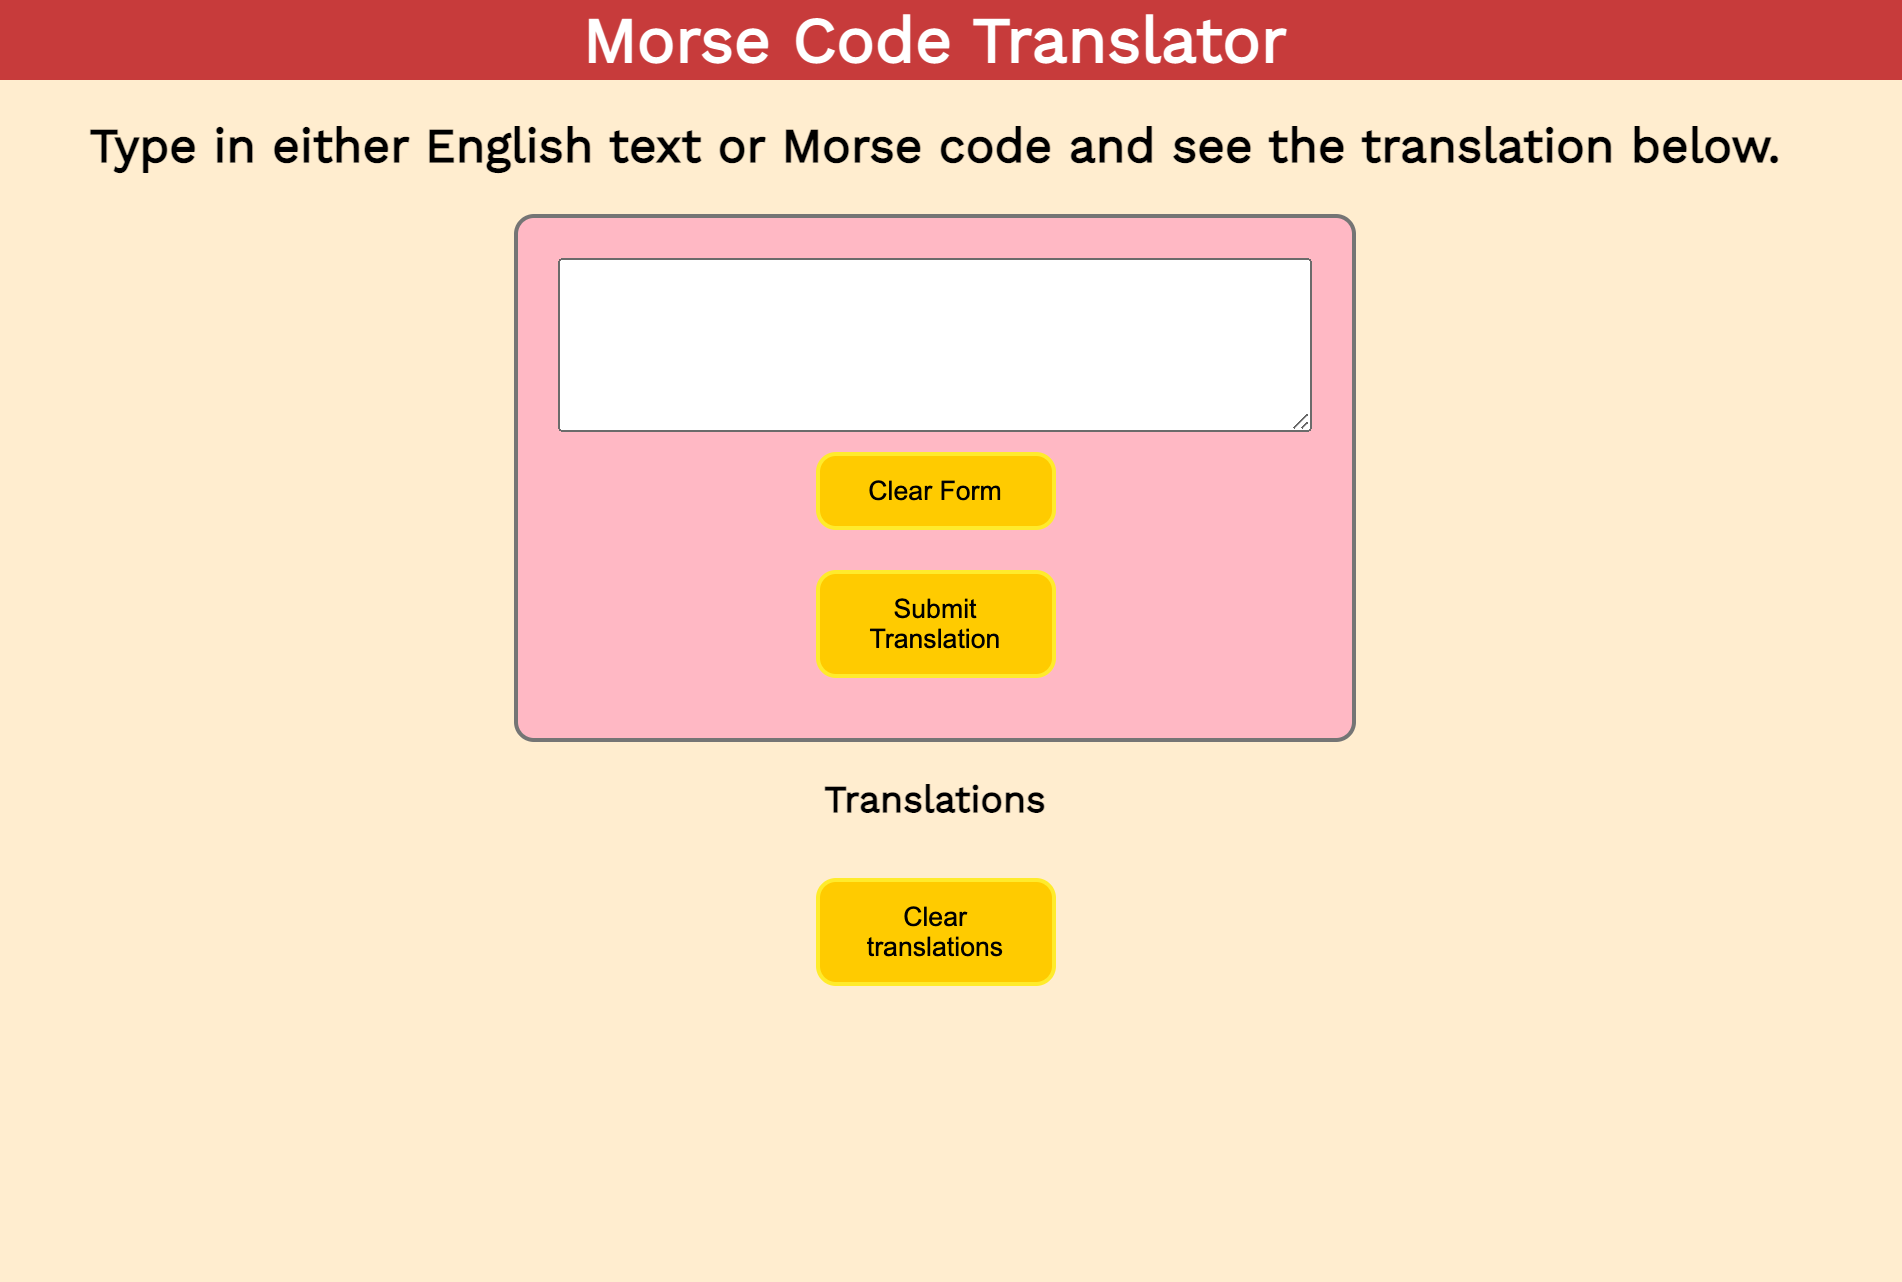 Morse Code Translator
Type in either English text or Morse code and see the translation below.
Clear Form
Submit
Translation
Translations
Clear
translations